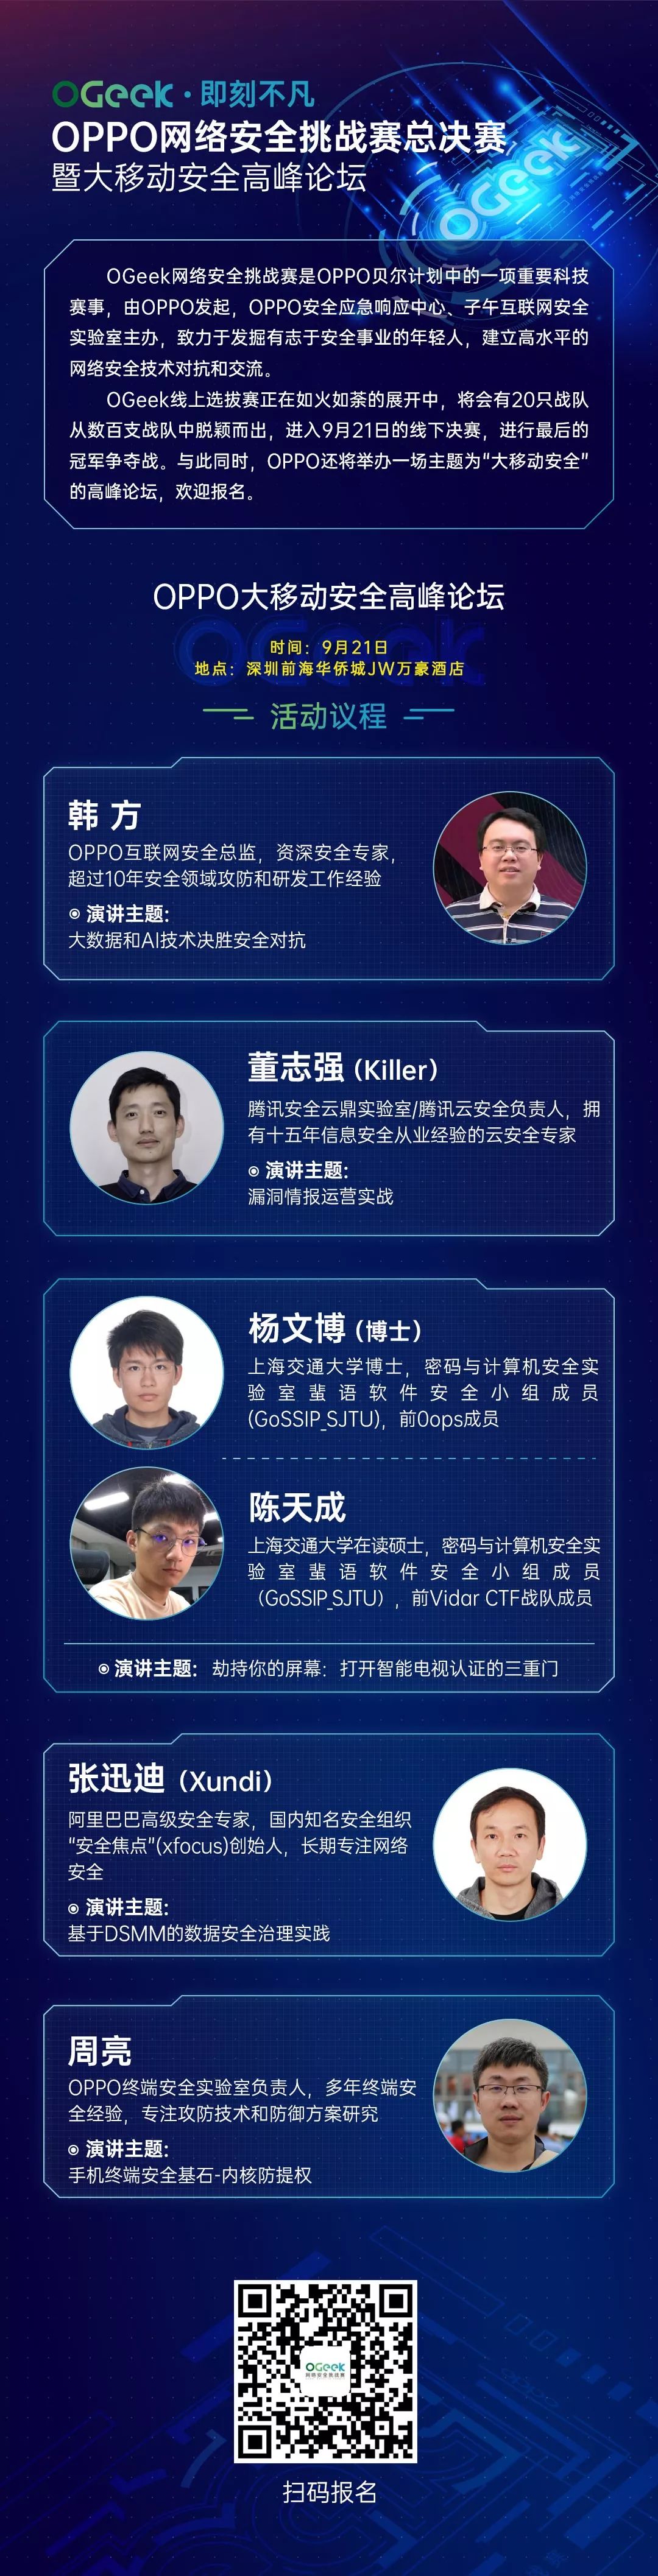 OGeek·即刻不凡
OPPO网络安全挑战赛总决赛
暨大移动安全高峰论坛
OGeek
OGeek网络安全挑战赛是OPPO贝尔计划中的一项重要科技
赛事，由OPPO发起，OPPO安全应急响应中心、子午互联网安全
实验室主办，致力于发掘有志于安全事业的年轻人，建立高水平的
网络安全技术对抗和交流。
OGeek线上选拔赛正在如火如荼的展开中，将会有20只战队
从数百支战队中脱颖而出，进入9月21日的线下决赛，进行最后的
冠军争夺战。与此同时，OPPO还将举办一场主题为“大移动安全”
的高峰论坛，欢迎报名。
OPPO大移动安全高峰论坛
OGeek
时间：9月21日
地点：深圳前海华侨城JW万豪酒店
活动议程
韩 方
OPPO互联网安全总监，资深安全专家，
超过10年安全领域攻防和研发工作经验
演讲主题:
大数据和AI技术决胜安全对抗
董志强（Killer）
腾讯安全云鼎实验室/腾讯云安全负责人，拥
有十五年信息安全从业经验的云安全专家
演讲主题:
漏洞情报运营实战
杨文博（博士）
上海交通大学博士，密码与计算机安全实
验室蜚语软件安全小组成员
(GoSSIP_SJTU)，前0ops成员
陈天成
上海交通大学在读硕士，密码与计算机安全实
验室蜚语软件安全小组成员
（GoSSIP_SJTU），前Vidar CTF战队成员
演讲主题: 劫持你的屏幕：打开智能电视认证的三重门
张迅迪（Xundi）
阿里巴巴高级安全专家，国内知名安全组织
“安全焦点”(xfocus)创始人，长期专注网络
安全
演讲主题:
基于DSMM的数据安全治理实践
周亮
OPPO终端安全实验室负责人，多年终端安
全经验，专注攻防技术和防御方案研究
演讲主题:
手机终端安全基石-内核防提权
OGeek
网络安全挑战赛
扫码报名